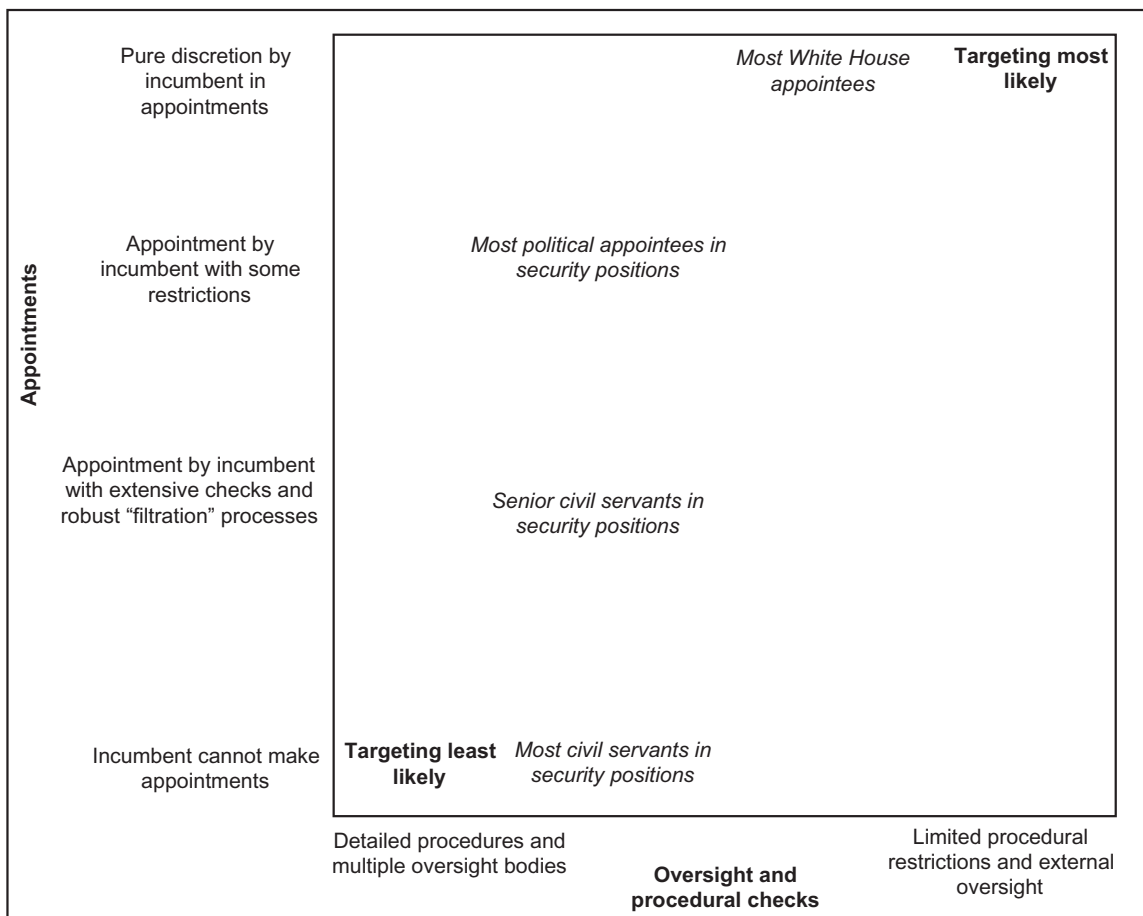 Pure discretion by
incumbent in
appointments
Most White House
appointees
Targeting most
likely
Appointment by
incumbent with some
restrictions
Most political appointees in
security positions
Appointments
Appointment by incumbent
with extensive checks and
robust “filtration” processes
Senior civil servants in
security positions
Incumbent cannot make
appointments
Targeting least
likely
Most civil servants in
security positions
Detailed procedures and
multiple oversight bodies
Oversight and
procedural checks
Limited procedural
restrictions and external
oversight